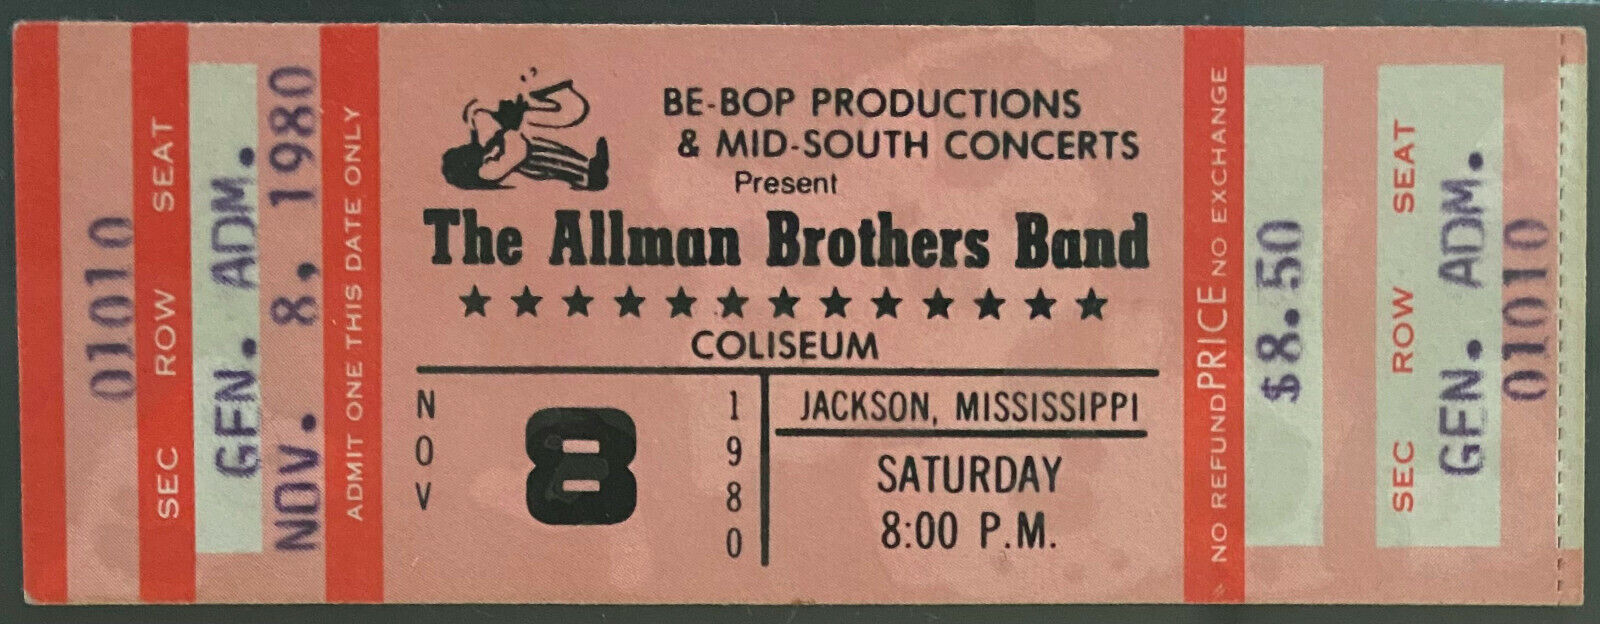 01010
SEC ROW SEAT
GEN. ADM.
NOV. 8, 1980
ADMIT ONE THIS DATE ONLY
BE-BOP PRODUCTIONS
& MID-SOUTH CONCERTS
Present
The Allman Brothers Band
★ ★ ★ ★ ★ ★ ★ ★ ★ ★ ★ ★ ★
COLISEUM
NOV
8
1980
JACKSON, MISSISSIPPI
SATURDAY
8:00 P.M.
NO REFUND PRICE NO EXCHANGE
$8.50
SEC ROW SEAT
GEN. ADM.
01010